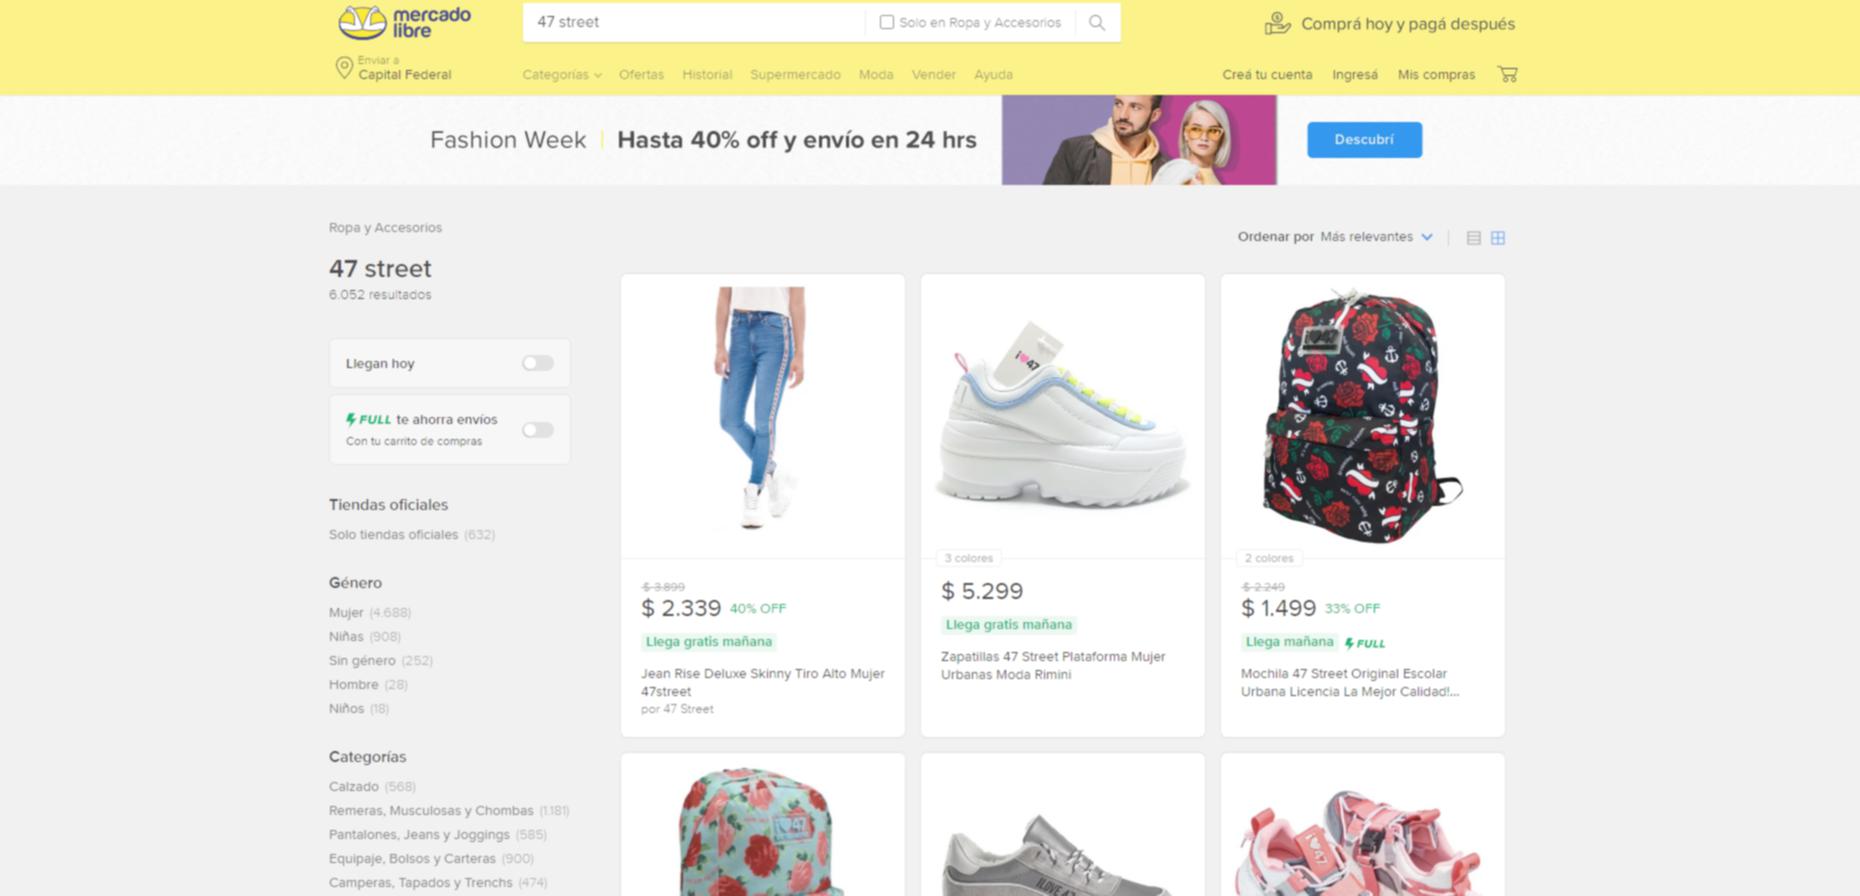 mercado
libre
47 street
Solo en Ropa y Accesorios
Comprá hoy y pagá después
Enviar a
Capital Federal
Categorías
Ofertas
Historial
Supermercado
Moda
Vender
Ayuda
Creá tu cuenta
Ingresá
Mis compras
Fashion Week | Hasta 40% off y envío en 24 hrs
Descubrí
Ropa y Accesorios
47 street
6.052 resultados
Ordenar por Más relevantes
Llegan hoy
FULL te ahorra envíos
Con tu carrito de compras
Tiendas oficiales
Solo tiendas oficiales (632)
Género
Mujer (4.688)
Niñas (908)
Sin género (252)
Hombre (28)
Niños (18)
Categorías
Calzado (568)
Remeras, Musculosas y Chombas (1.181)
Pantalones, Jeans y Joggings (585)
Equipaje, Bolsos y Carteras (900)
Camperas, Tapados y Trenchs (474)
$ 3.899
$ 2.339 40% OFF
Llega gratis mañana
Jean Rise Deluxe Skinny Tiro Alto Mujer
47street
por 47 Street
i♥47
3 colores
$ 5.299
Llega gratis mañana
Zapatillas 47 Street Plataforma Mujer
Urbanas Moda Rimini
2 colores
$ 2.249
$ 1.499 33% OFF
Llega mañana FULL
Mochila 47 Street Original Escolar
Urbana Licencia La Mejor Calidad!...
i♥47